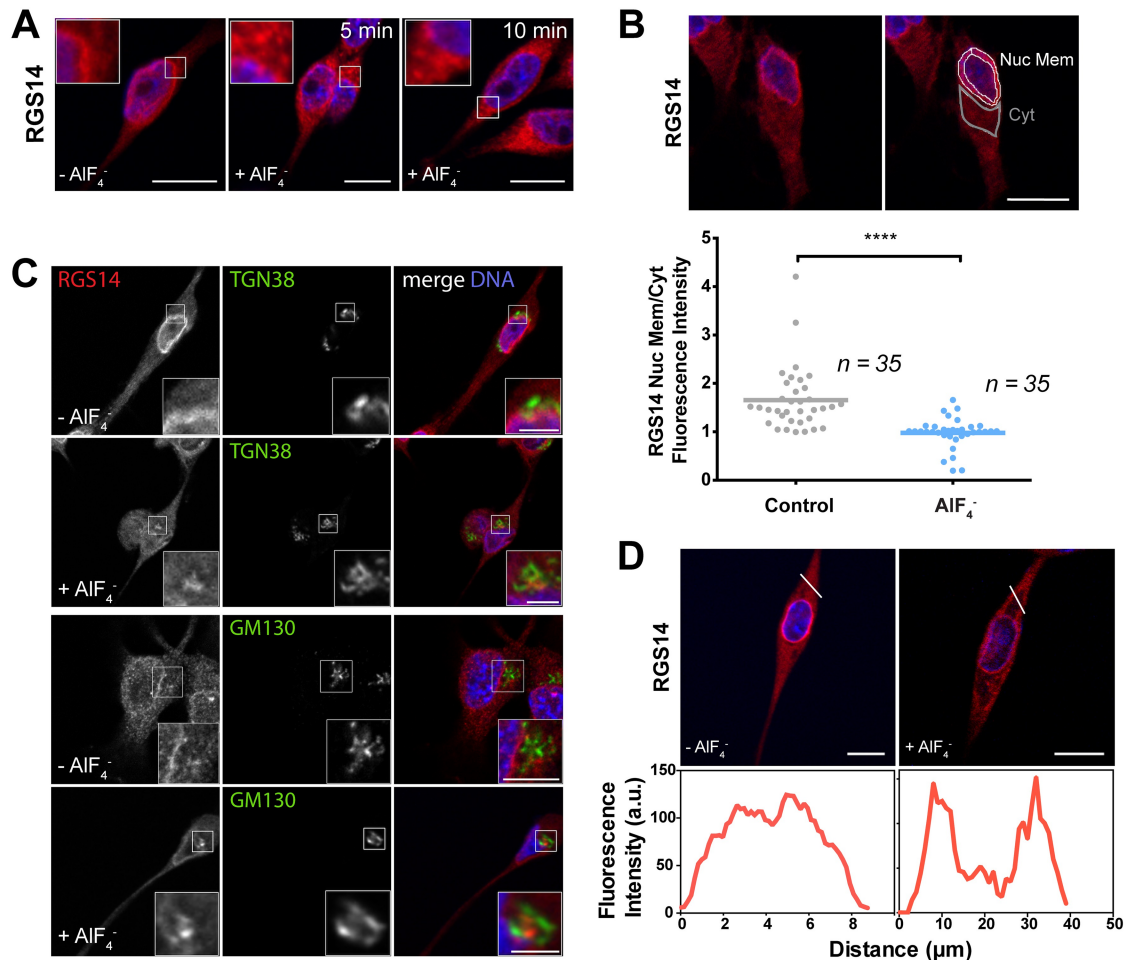 A
RGS14
5 min
10 min
- AlF4-
+ AlF4-
+ AlF4-
B
RGS14
Nuc Mem
Cyt
RGS14 Nuc Mem/Cyt
Fluorescence Intensity
5
4
3
2
1
0
****
n = 35
n = 35
Control
AlF4-
C
RGS14
TGN38
merge DNA
- AlF4-
TGN38
+ AlF4-
GM130
- AlF4-
GM130
+ AlF4-
D
RGS14
- AlF4-
+ AlF4-
Fluorescence
Intensity (a.u.)
150
100
50
0
0 2 4 6 8 10 20 30 40 50
Distance (µm)